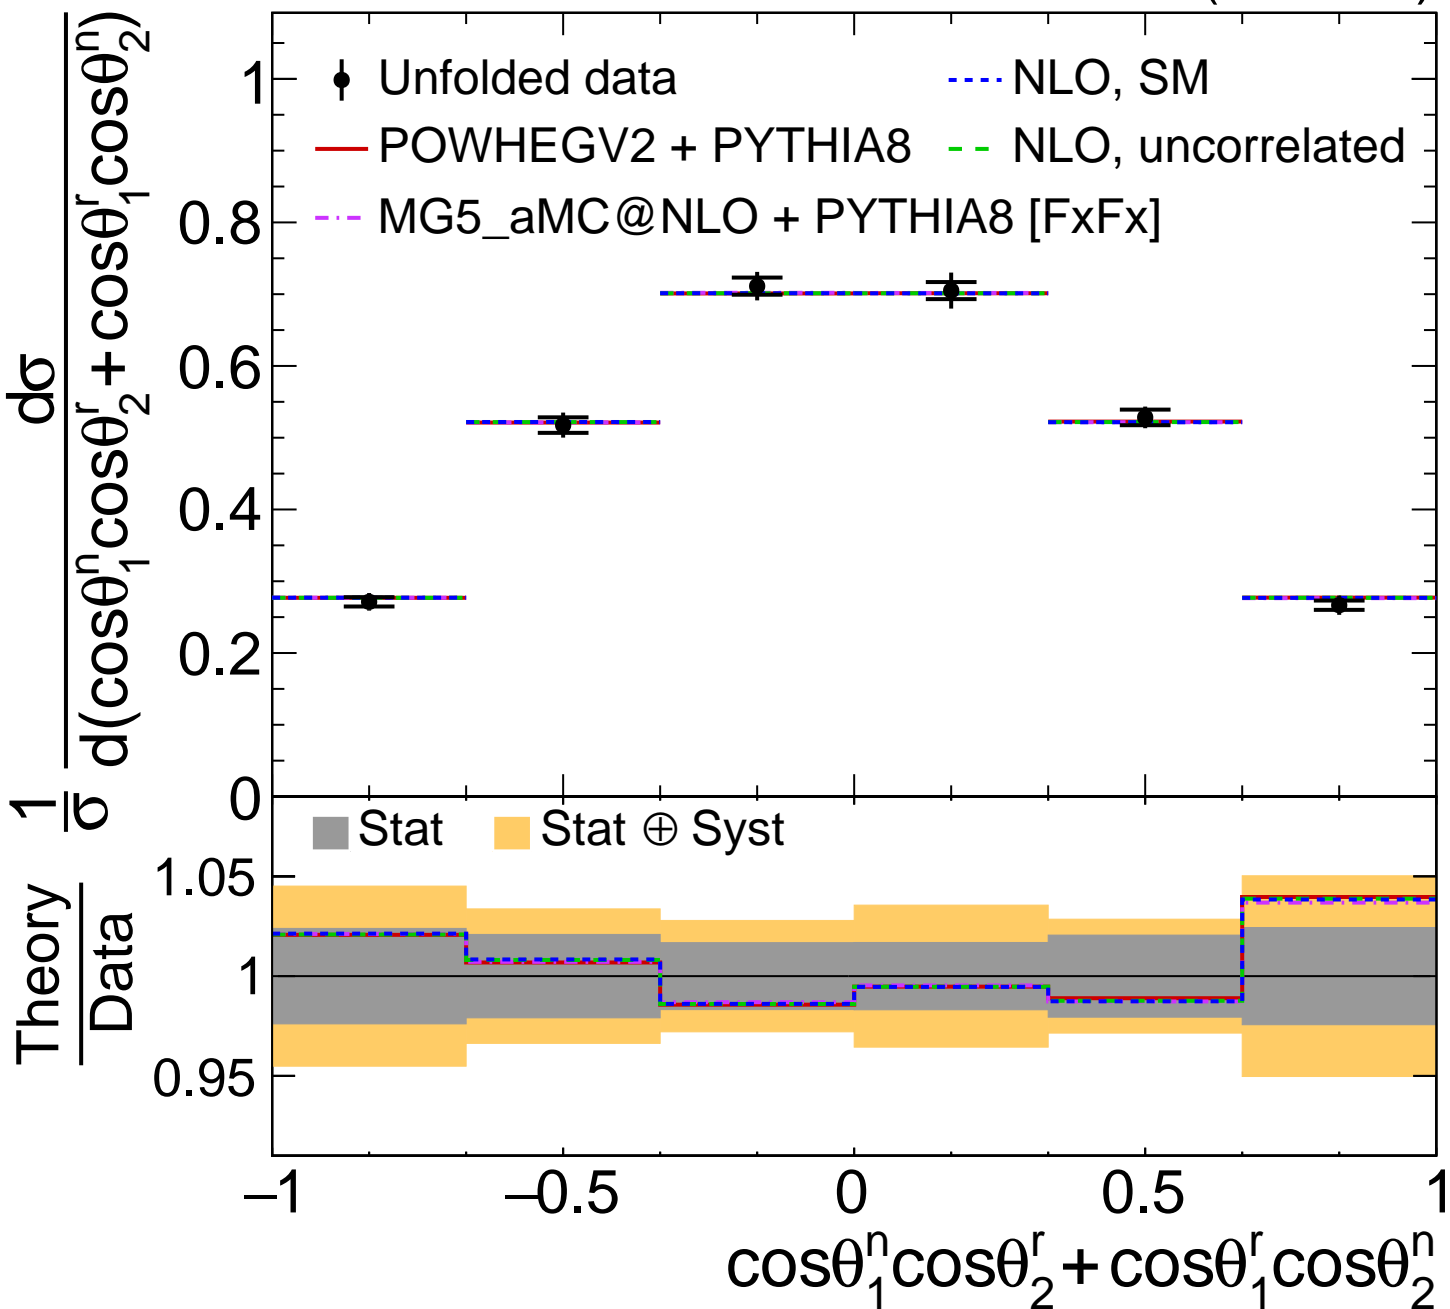 1/σ dσ/d(cosθ₁ⁿcosθ₂ʳ + cosθ₁ʳcosθ₂ⁿ)
1
0.8
0.6
0.4
0.2
0
Unfolded data
NLO, SM
POWHEGV2 + PYTHIA8
NLO, uncorrelated
MG5_aMC@NLO + PYTHIA8 [FxFx]
Stat
Stat ⊕ Syst
Theory
Data
1.05
1
0.95
–1
–0.5
0
0.5
1
cosθ₁ⁿcosθ₂ʳ + cosθ₁ʳcosθ₂ⁿ